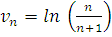 vₙ = ln (n/(n+1))